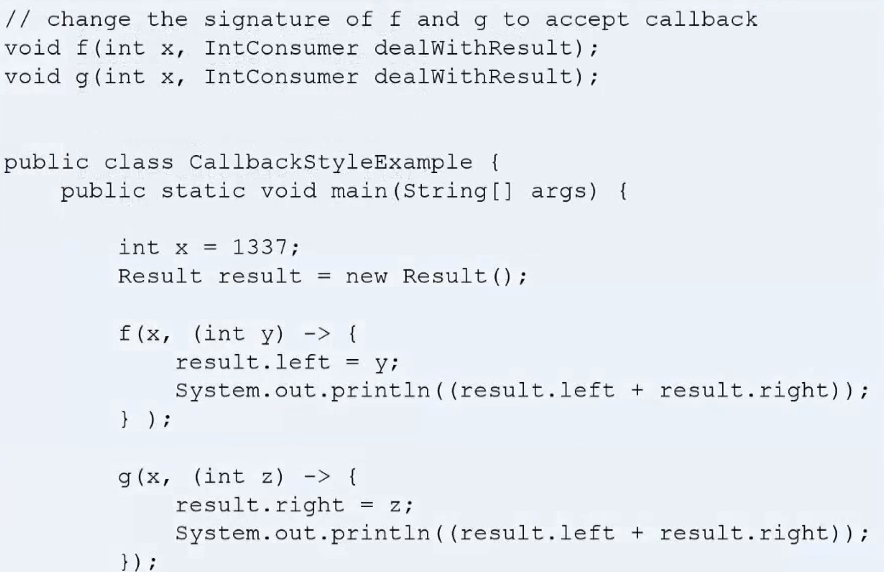 // change the signature of f and g to accept callback
void f(int x, IntConsumer dealWithResult);
void g(int x, IntConsumer dealWithResult);
public class CallbackStyleExample {
public static void main(String[] args) {
int x = 1337;
Result result = new Result();
f(x, (int y) -> {
result.left = y;
System.out.println((result.left + result.right));
} );
g(x, (int z) -> {
result.right = z;
System.out.println((result.left + result.right));
});